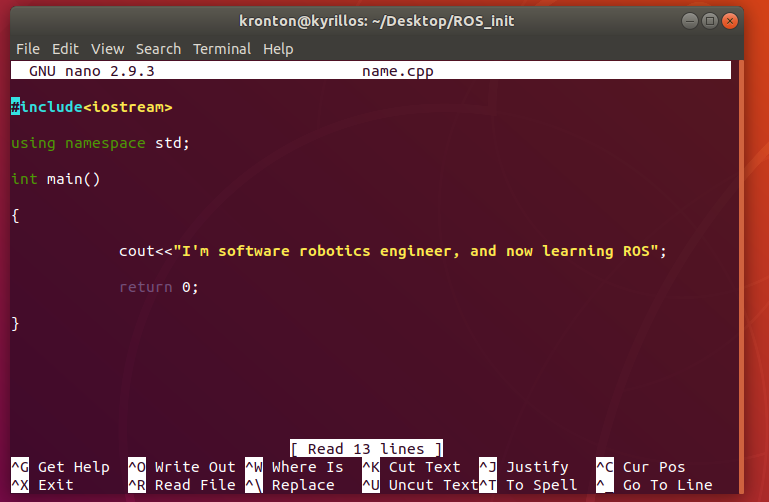 kronton@kyrillos: ~/Desktop/ROS_init
File Edit View Search Terminal Help
GNU nano 2.9.3 name.cpp
#include<iostream>
using namespace std;
int main()
{
cout<<"I'm software robotics engineer, and now learning ROS";
return 0;
}
[ Read 13 lines ]
^G Get Help ^O Write Out ^W Where Is ^K Cut Text ^J Justify ^C Cur Pos
^X Exit ^R Read File ^\ Replace ^U Uncut Text ^T To Spell ^_ Go To Line